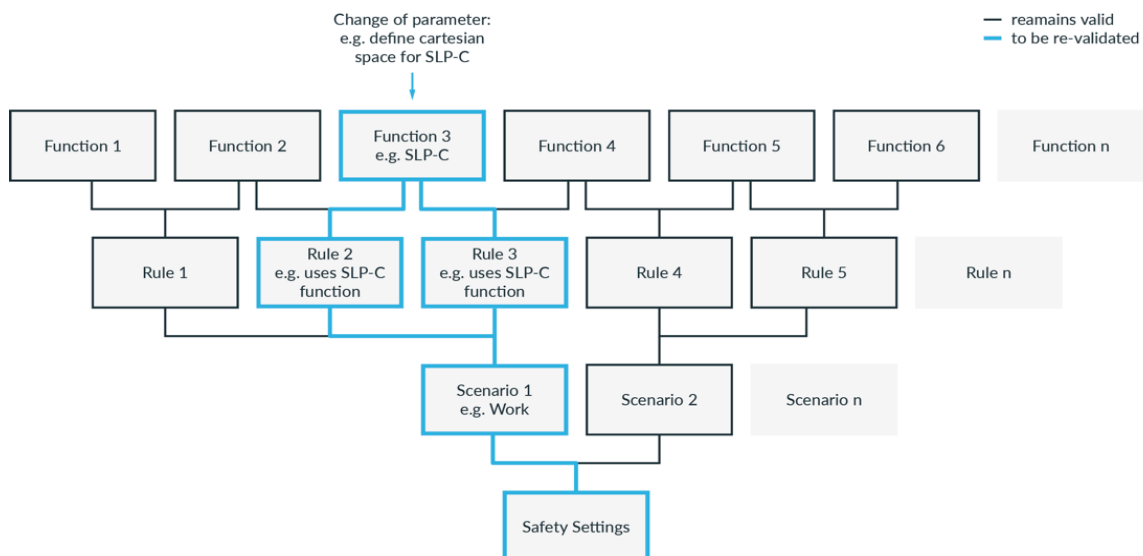 Change of parameter:
e.g. define cartesian
space for SLP-C
reamains valid
to be re-validated
Function 1
Function 2
Function 3
e.g. SLP-C
Function 4
Function 5
Function 6
Function n
Rule 1
Rule 2
e.g. uses SLP-C
function
Rule 3
e.g. uses SLP-C
function
Rule 4
Rule 5
Rule n
Scenario 1
e.g. Work
Scenario 2
Scenario n
Safety Settings